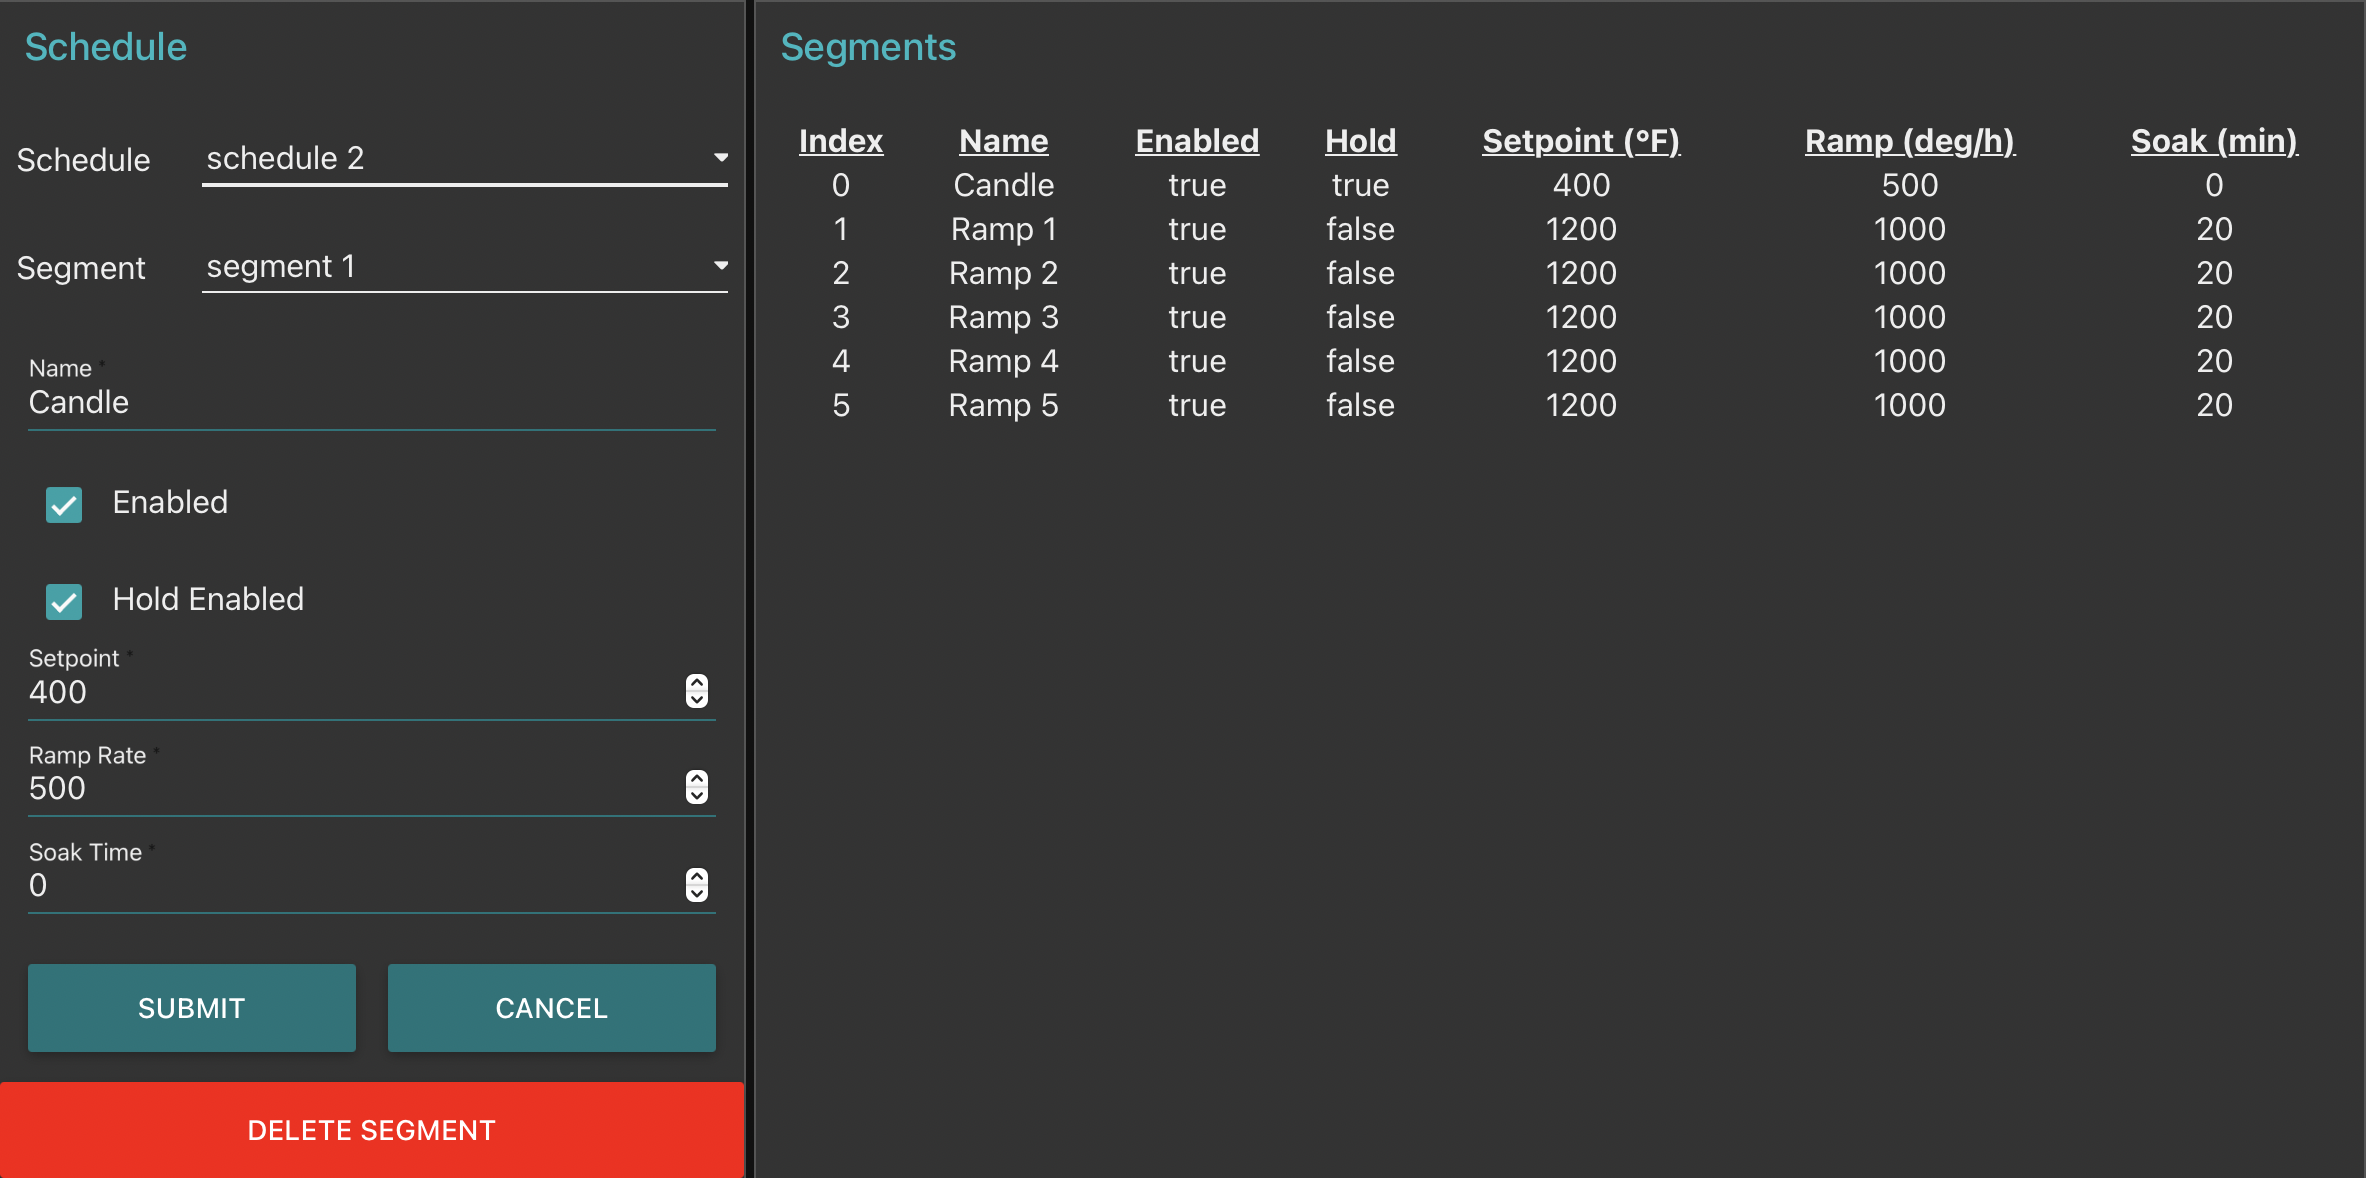 Schedule
Schedule schedule 2
Segment segment 1
Name *
Candle
Enabled
Hold Enabled
Setpoint *
400
Ramp Rate *
500
Soak Time *
0
SUBMIT CANCEL
DELETE SEGMENT
Segments
Index Name Enabled Hold Setpoint (ºF) Ramp (deg/h) Soak (min)
0 Candle true true 400 500 0
1 Ramp 1 true false 1200 1000 20
2 Ramp 2 true false 1200 1000 20
3 Ramp 3 true false 1200 1000 20
4 Ramp 4 true false 1200 1000 20
5 Ramp 5 true false 1200 1000 20